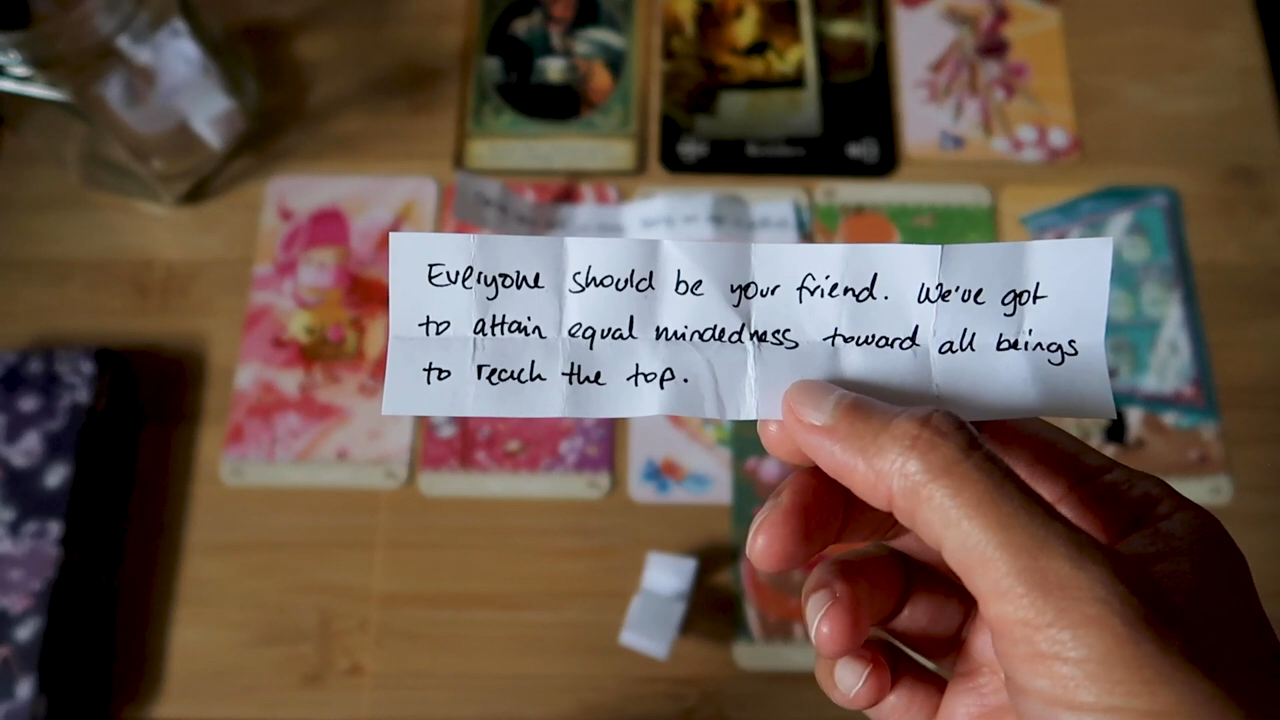 Everyone should be your friend. We've got
to attain equal mindedness toward all beings
to reach the top.